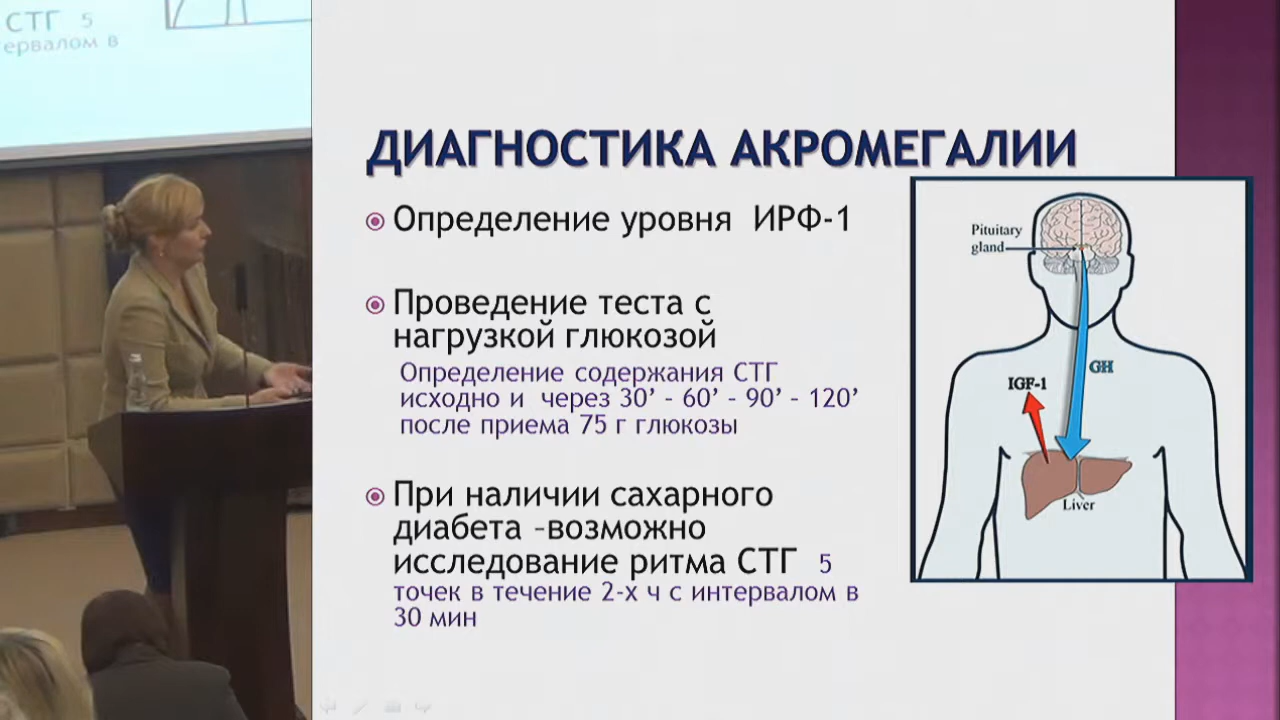 СТГ 5
тервалом в
ДИАГНОСТИКА АКРОМЕГАЛИИ
Определение уровня ИРФ-1
Проведение теста с
нагрузкой глюкозой
Определение содержания СТГ
исходно и через 30’ – 60’ – 90’ – 120’
после приема 75 г глюкозы
При наличии сахарного
диабета –возможно
исследование ритма СТГ 5
точек в течение 2-х ч с интервалом в
30 мин
Pituitary
gland
GH
IGF-1
Liver